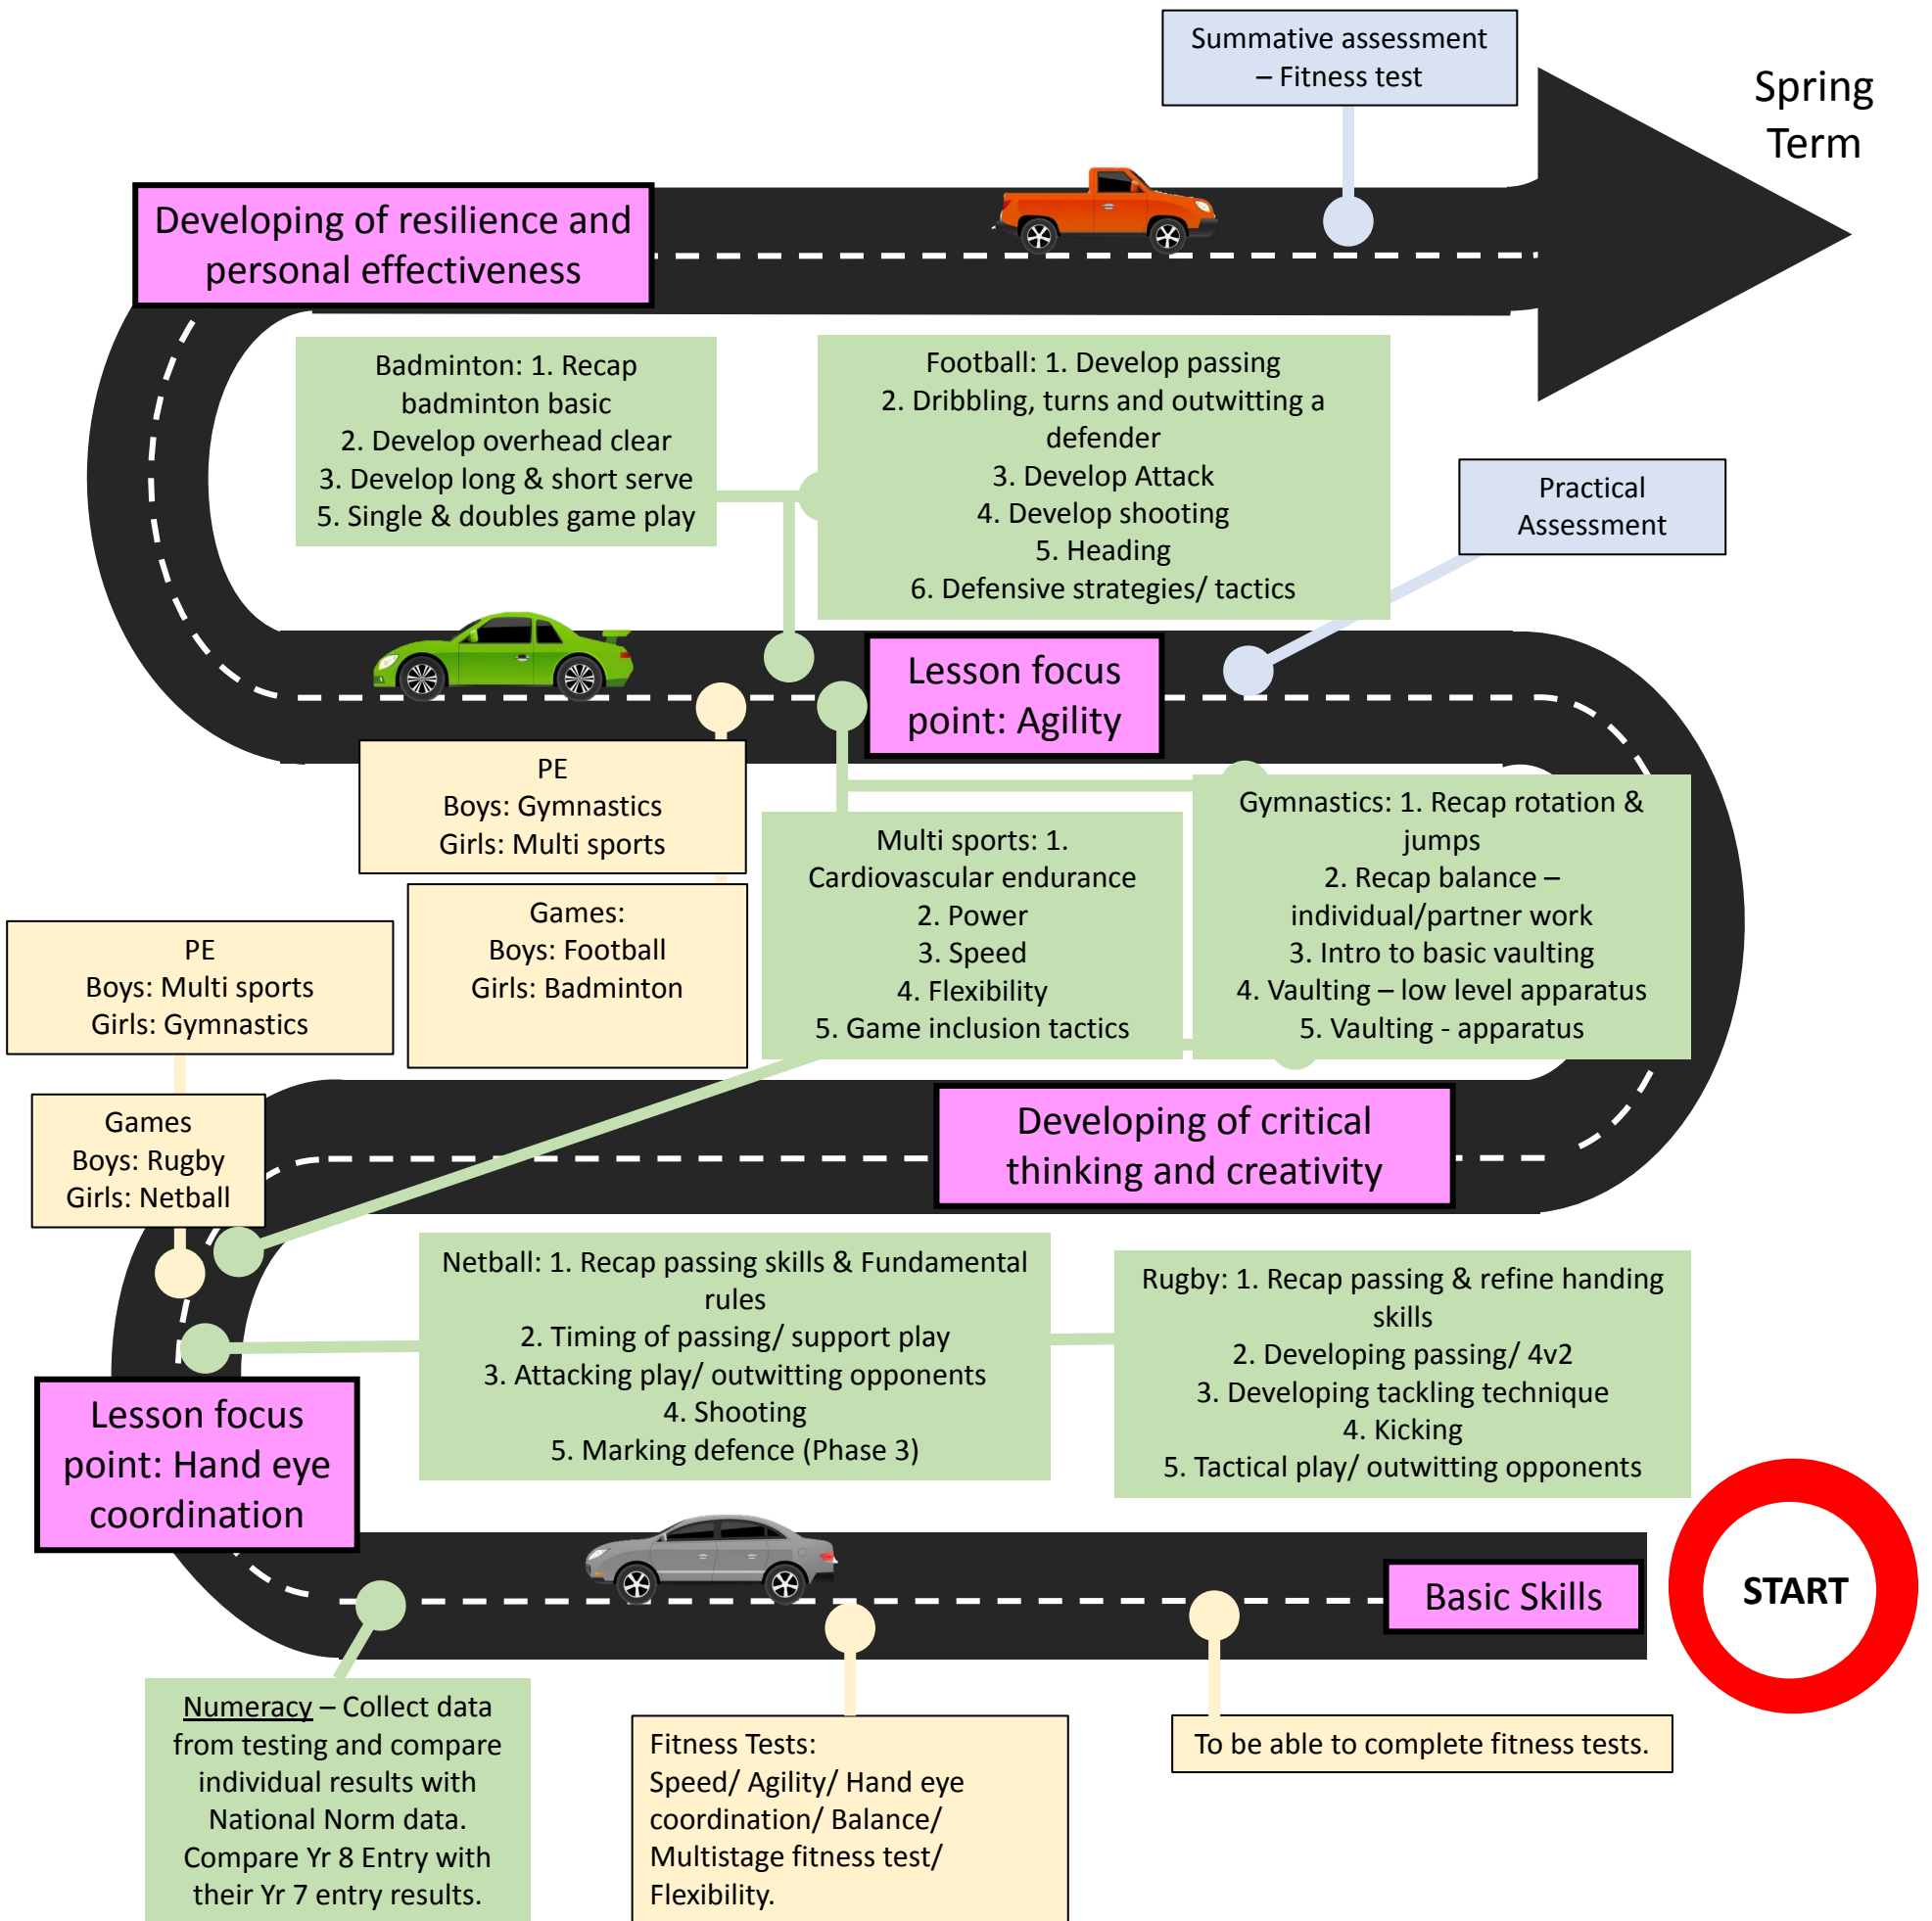 Summative assessment
– Fitness test
Spring
Term
Developing of resilience and
personal effectiveness
Badminton: 1. Recap
badminton basic
2. Develop overhead clear
3. Develop long & short serve
5. Single & doubles game play
Football: 1. Develop passing
2. Dribbling, turns and outwitting a
defender
3. Develop Attack
4. Develop shooting
5. Heading
6. Defensive strategies/ tactics
Practical
Assessment
Lesson focus
point: Agility
PE
Boys: Gymnastics
Girls: Multi sports
Games:
Boys: Football
Girls: Badminton
Multi sports: 1.
Cardiovascular endurance
2. Power
3. Speed
4. Flexibility
5. Game inclusion tactics
Gymnastics: 1. Recap rotation &
jumps
2. Recap balance –
individual/partner work
3. Intro to basic vaulting
4. Vaulting – low level apparatus
5. Vaulting - apparatus
PE
Boys: Multi sports
Girls: Gymnastics
Games
Boys: Rugby
Girls: Netball
Developing of critical
thinking and creativity
Netball: 1. Recap passing skills & Fundamental
rules
2. Timing of passing/ support play
3. Attacking play/ outwitting opponents
4. Shooting
5. Marking defence (Phase 3)
Rugby: 1. Recap passing & refine handing
skills
2. Developing passing/ 4v2
3. Developing tackling technique
4. Kicking
5. Tactical play/ outwitting opponents
Lesson focus
point: Hand eye
coordination
Basic Skills
START
Numeracy – Collect data
from testing and compare
individual results with
National Norm data.
Compare Yr 8 Entry with
their Yr 7 entry results.
Fitness Tests:
Speed/ Agility/ Hand eye
coordination/ Balance/
Multistage fitness test/
Flexibility.
To be able to complete fitness tests.